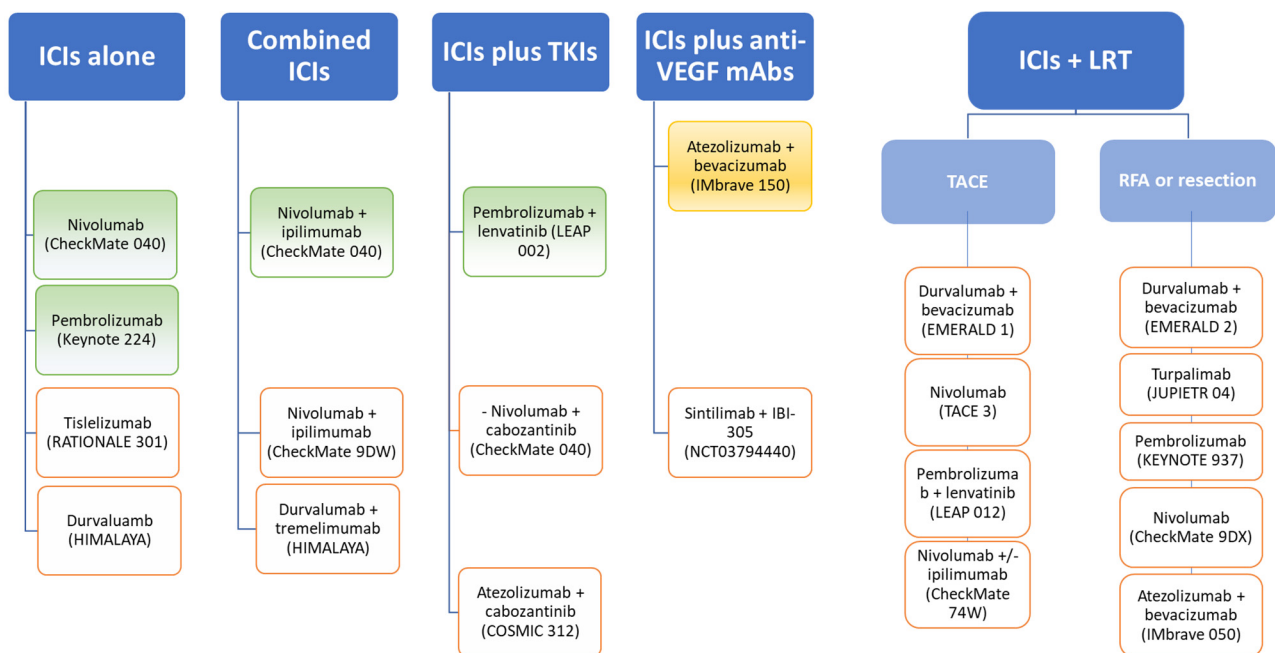 ICIs alone
Nivolumab
(CheckMate 040)
Pembrolizumab
(Keynote 224)
Tislelizumab
(RATIONALE 301)
Durvaluamb
(HIMALAYA)
Combined
ICIs
Nivolumab +
ipilimumab
(CheckMate 040)
Nivolumab +
ipilimumab
(CheckMate 9DW)
Durvalumab +
tremelimumab
(HIMALAYA)
ICIs plus TKIs
Pembrolizumab +
lenvatinib (LEAP
002)
- Nivolumab +
cabozantinib
(CheckMate 040)
Atezolizumab +
cabozantinib
(COSMIC 312)
ICIs plus anti-
VEGF mAbs
Atezolizumab +
bevacizumab
(IMbrave 150)
Sintilimab + IBI-
305
(NCT03794440)
ICIs + LRT
TACE
Durvalumab +
bevacizumab
(EMERALD 1)
Nivolumab
(TACE 3)
Pembrolizuma
b + lenvatinib
(LEAP 012)
Nivolumab +/-
ipilimumab
(CheckMate
74W)
RFA or resection
Durvalumab +
bevacizumab
(EMERALD 2)
Turpalimab
(JUPIETR 04)
Pembrolizumab
(KEYNOTE 937)
Nivolumab
(CheckMate 9DX)
Atezolizumab +
bevacizumab
(IMbrave 050)